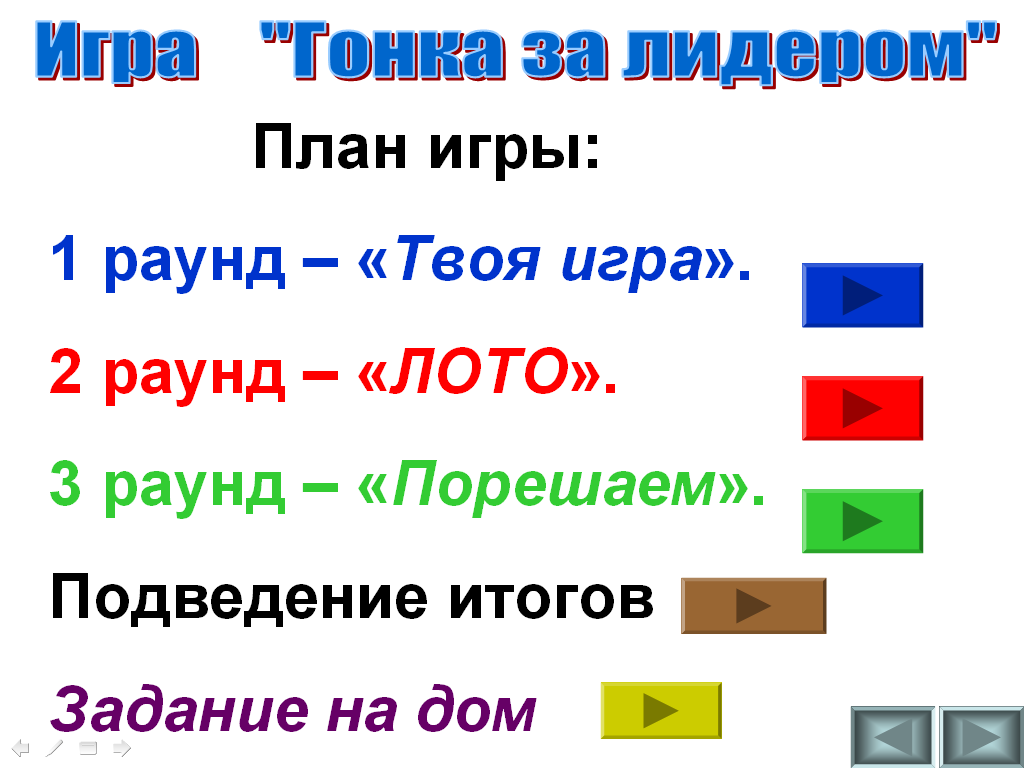 Игра "Гонка за лидером"
План игры:
1 раунд – «Твоя игра».
2 раунд – «ЛОТО».
3 раунд – «Порешаем».
Подведение итогов
Задание на дом